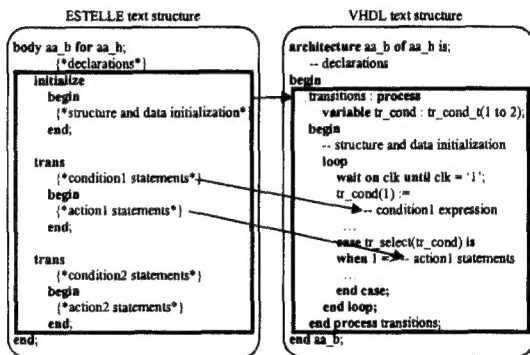 ESTELLE text structure
body aa_b for aa_h;
{*declarations*}
initialize
begin
{*structure and data initialization*}
end;
trans
{*condition1 statements*}
begin
{*action1 statements*}
end;
trans
{*condition2 statements*}
begin
{*action2 statements*}
end;
end;
VHDL text structure
architecture aa_b of aa_h is;
-- declarations
begin
transitions : process
variable tr_cond : tr_cond_t(1 to 2);
begin
-- structure and data initialization
loop
wait on clk until clk = '1';
tr_cond(1) :=
-- condition1 expression
...
case tr_select(tr_cond) is
when 1 => -- action1 statements
...
end case;
end loop;
end process transitions;
end aa_b;